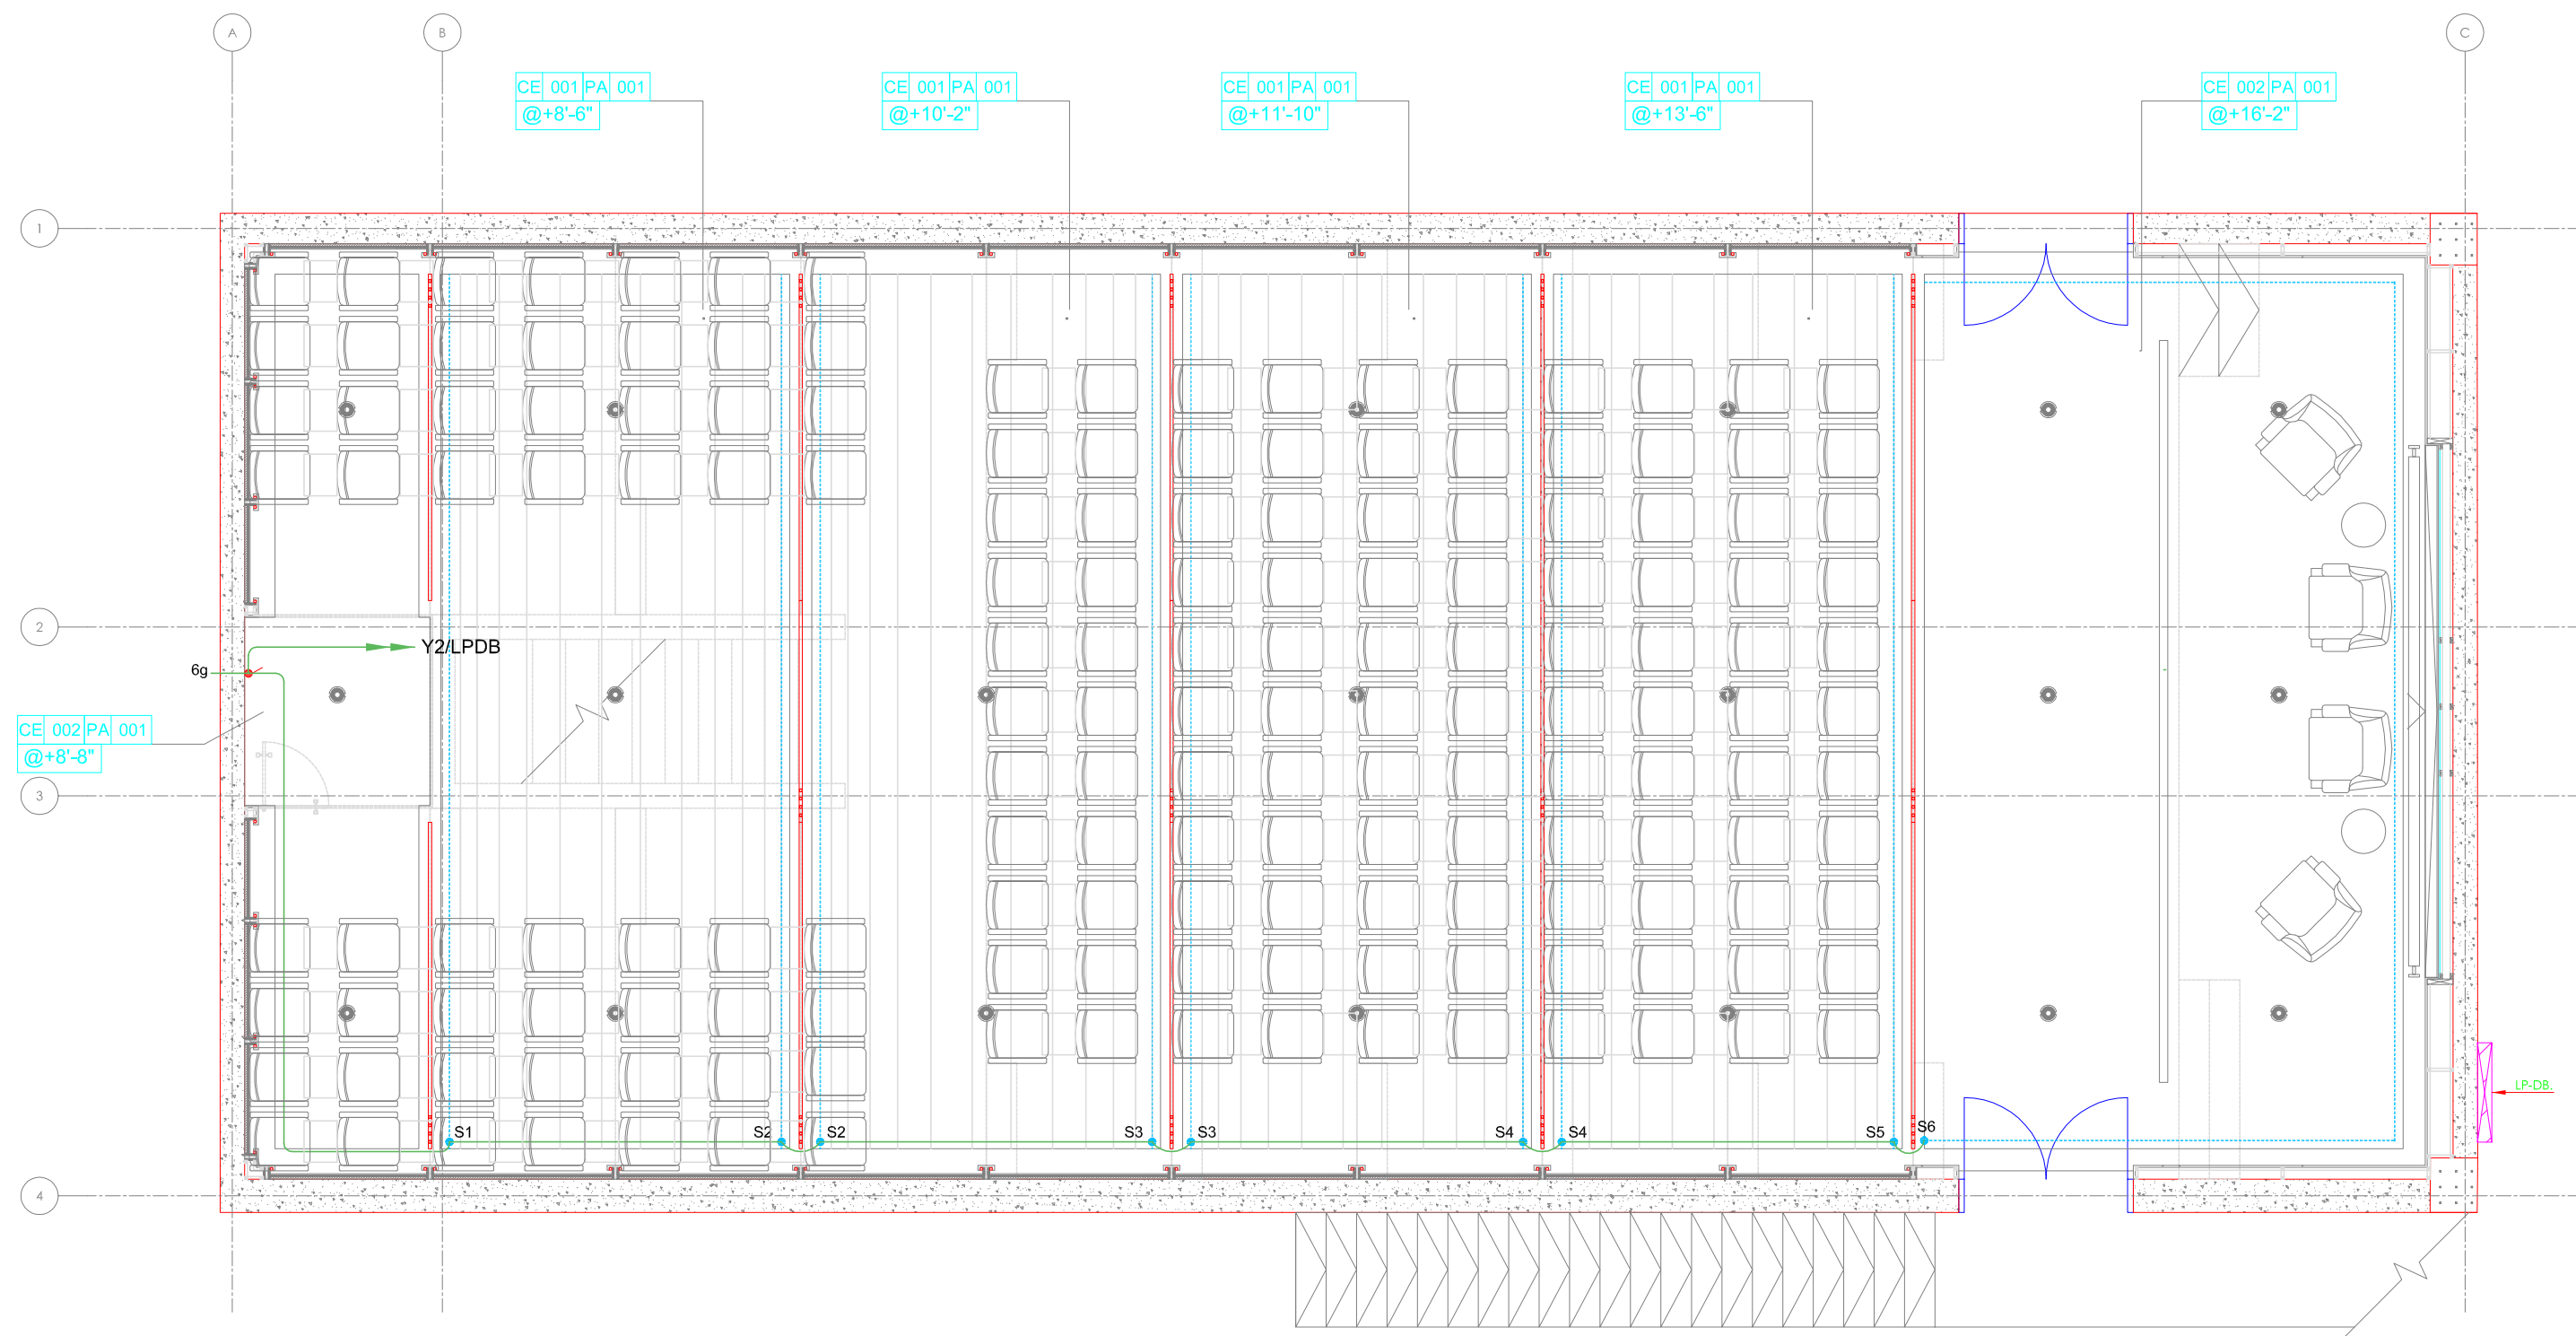 A
B
C
CE 001 PA 001
@+8'-6"
CE 001 PA 001
@+10'-2"
CE 001 PA 001
@+11'-10"
CE 001 PA 001
@+13'-6"
CE 002 PA 001
@+16'-2"
1
2
Y2/LPDB
6g
CE 002 PA 001
@+8'-8"
3
LP-DB.
S1
S2
S2
S3
S3
S4
S4
S5
S6
4